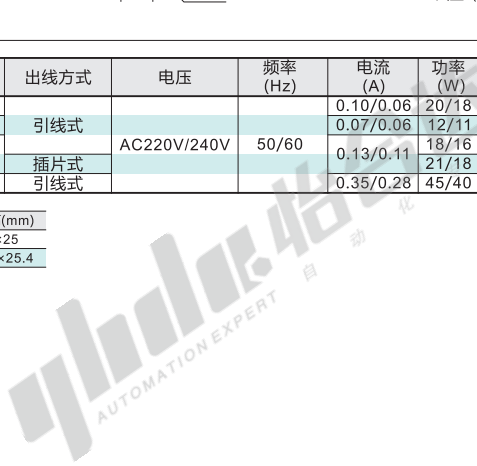 出线方式 电压 频率 (Hz) 电流 (A) 功率 (W)
0.10/0.06 20/18
引线式 0.07/0.06 12/11
AC220V/240V 50/60 18/16
0.13/0.11
插片式 21/18
引线式 0.35/0.28 45/40
(mm)
×25
×25.4
怡合
自动化
AUTOMATION EXPERT